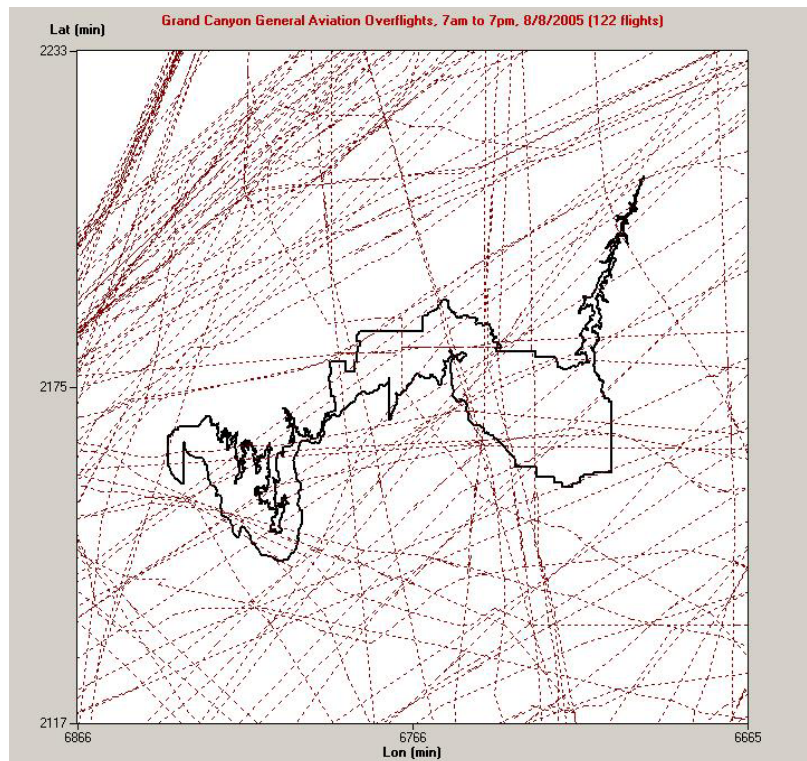 Grand Canyon General Aviation Overflights, 7am to 7pm, 8/8/2005 (122 flights)
Lat (min)
2233
2175
2117
6866
6766
6665
Lon (min)